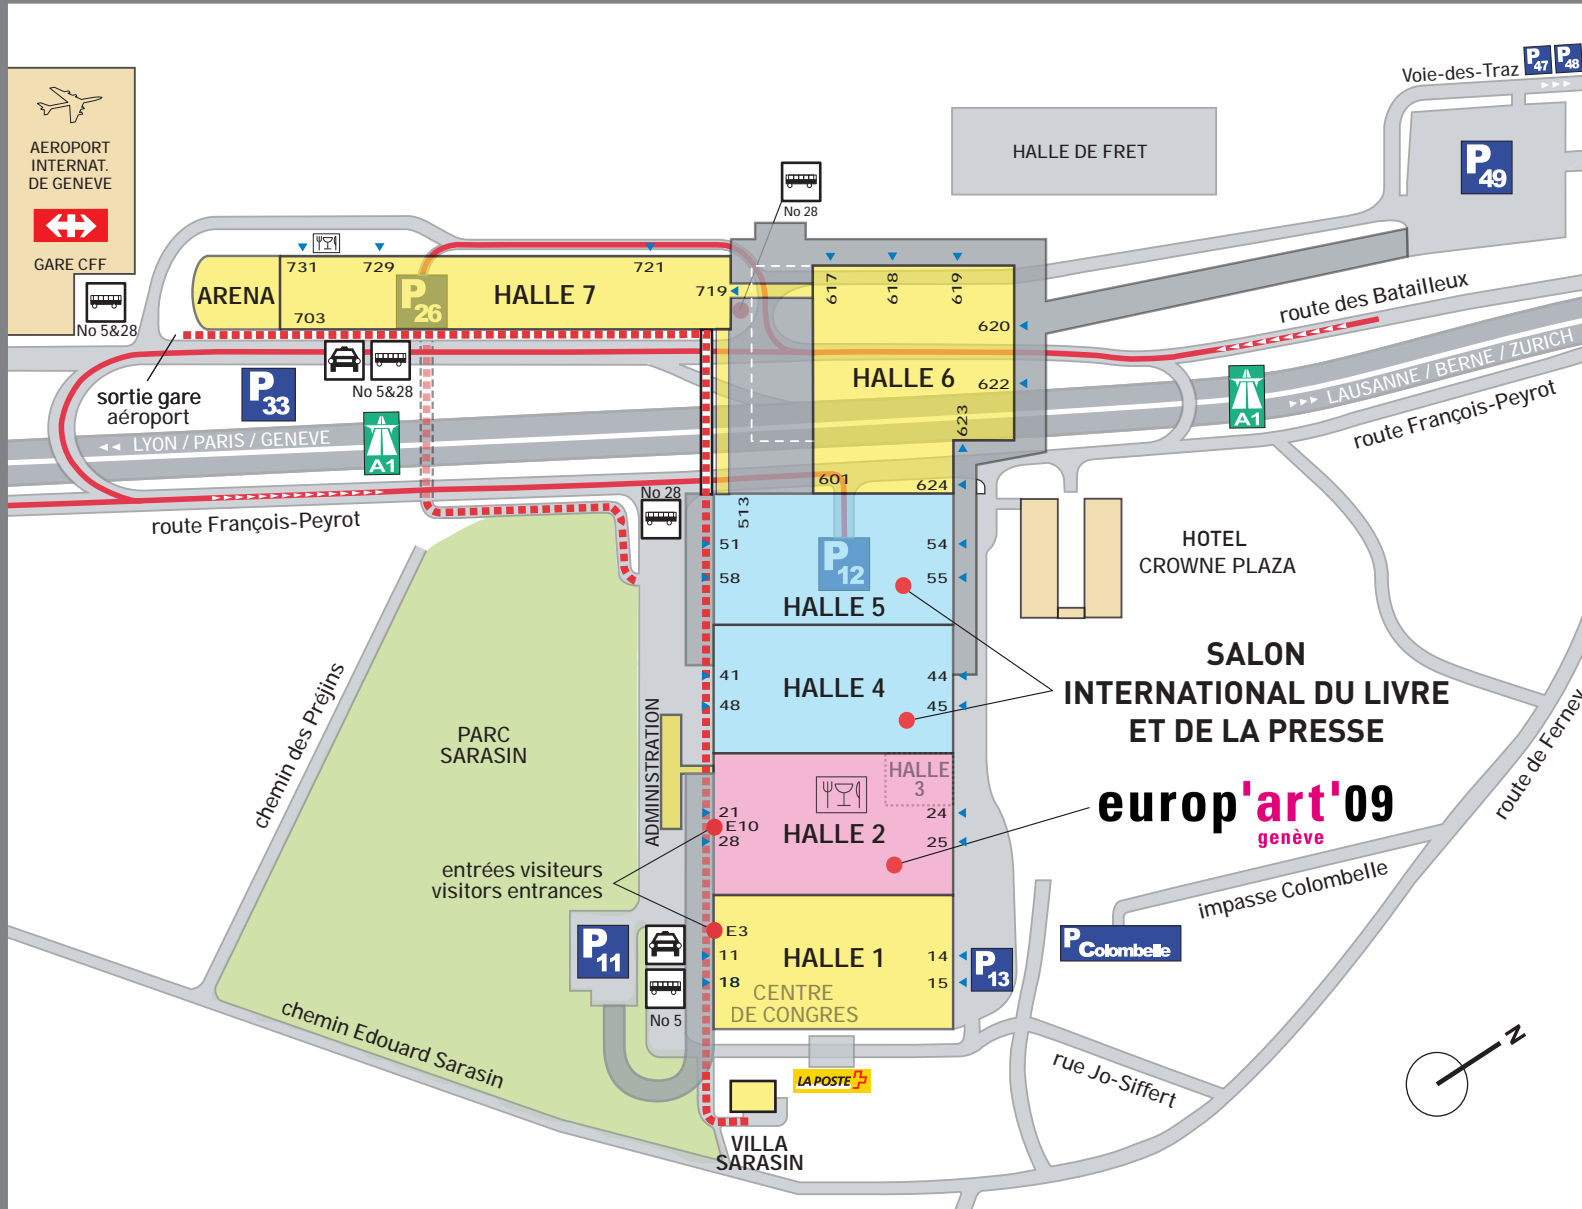 Voie-des-Traz
P47
P48
AEROPORT
INTERNAT.
DE GENEVE
GARE CFF
No 5&28
HALLE DE FRET
P49
No 28
731
729
721
617
618
619
ARENA
P26
HALLE 7
719
703
620
route des Batailleux
sortie gare
aéroport
P33
No 5&28
HALLE 6
622
623
A1
LAUSANNE / BERNE / ZURICH
route François-Peyrot
LYON / PARIS / GENEVE
A1
601
624
route François-Peyrot
No 28
513
51
54
P12
58
55
HALLE 5
HOTEL
CROWNE PLAZA
SALON
INTERNATIONAL DU LIVRE
ET DE LA PRESSE
41
44
HALLE 4
48
45
chemin des Préjins
PARC
SARASIN
ADMINISTRATION
HALLE
3
21
24
E10
HALLE 2
28
25
europ'art'09
genève
route de Ferney
entrées visiteurs
visitors entrances
impasse Colombelle
P Colombelle
E3
P11
11
HALLE 1
14
P13
18
15
CENTRE
DE CONGRES
No 5
chemin Edouard Sarasin
LA POSTE
rue Jo-Siffert
VILLA
SARASIN
N